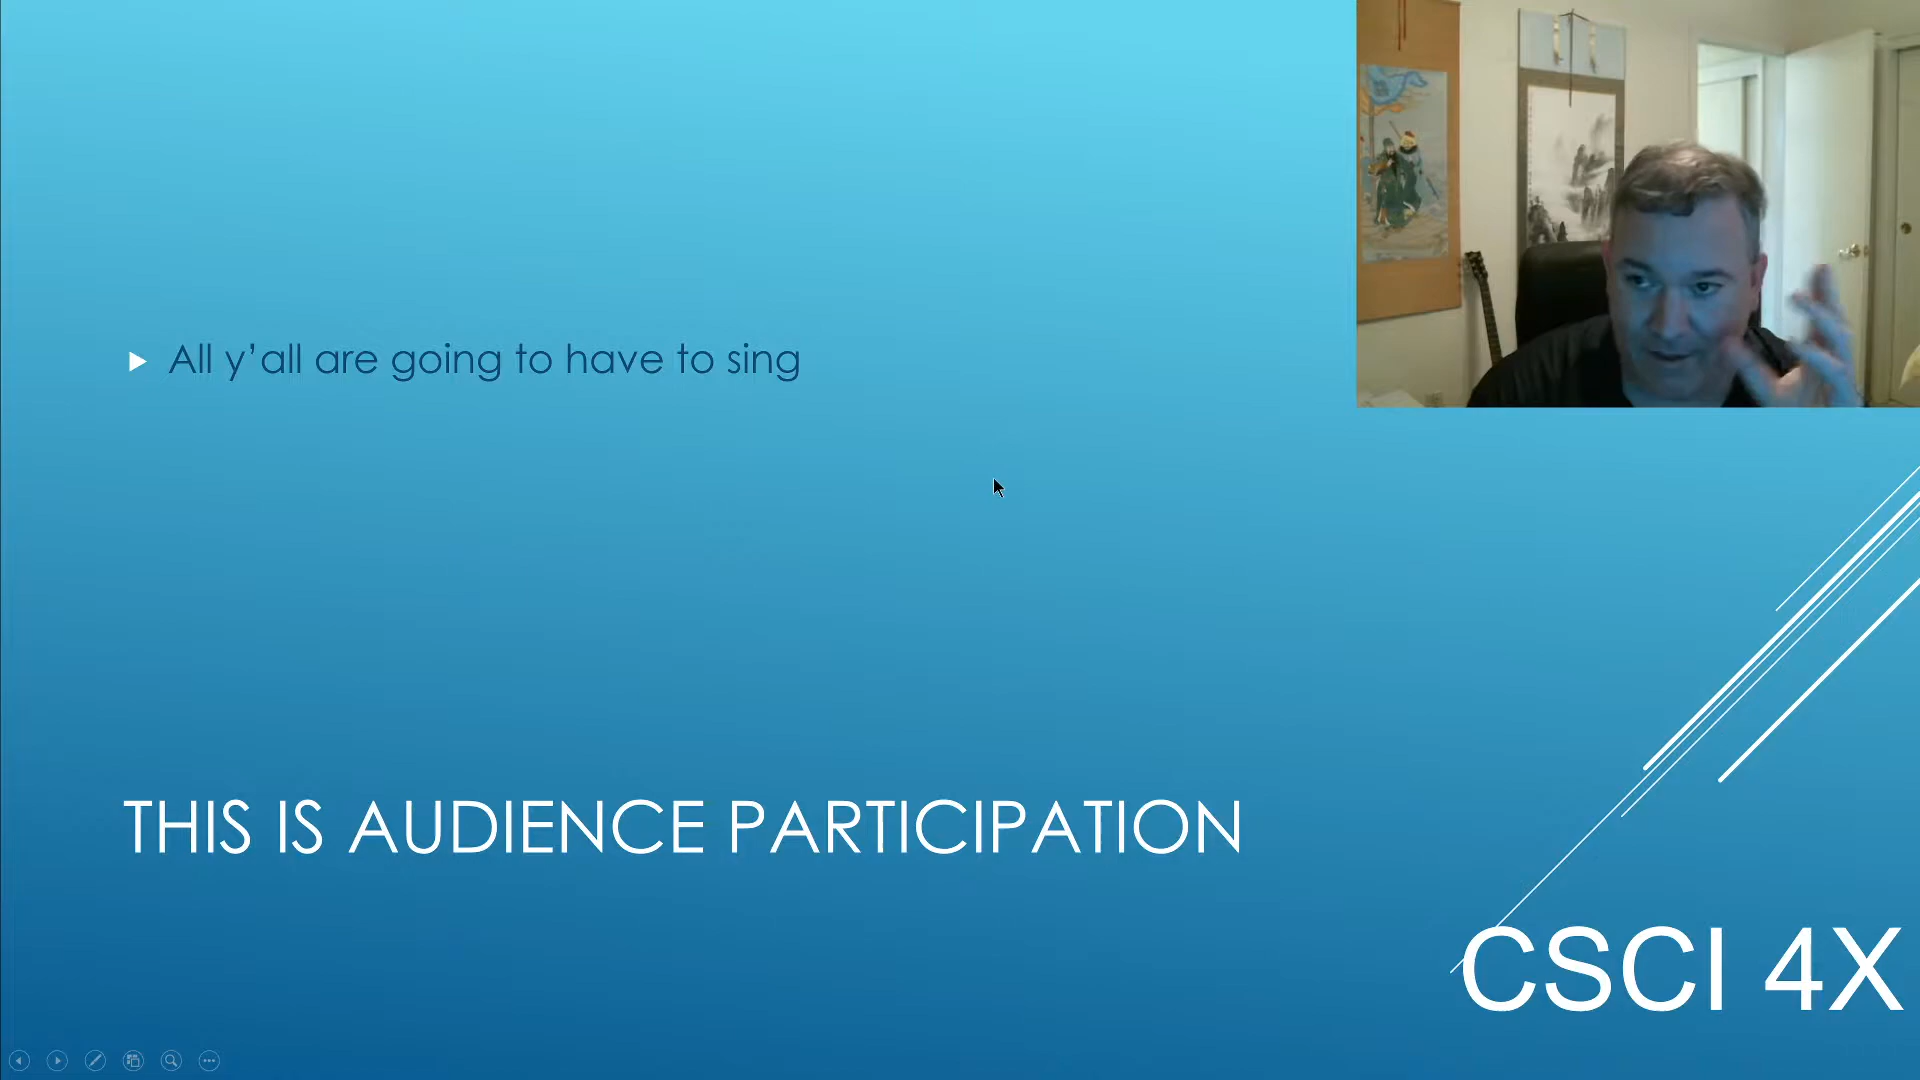 All y’all are going to have to sing
THIS IS AUDIENCE PARTICIPATION
CSCI 4X